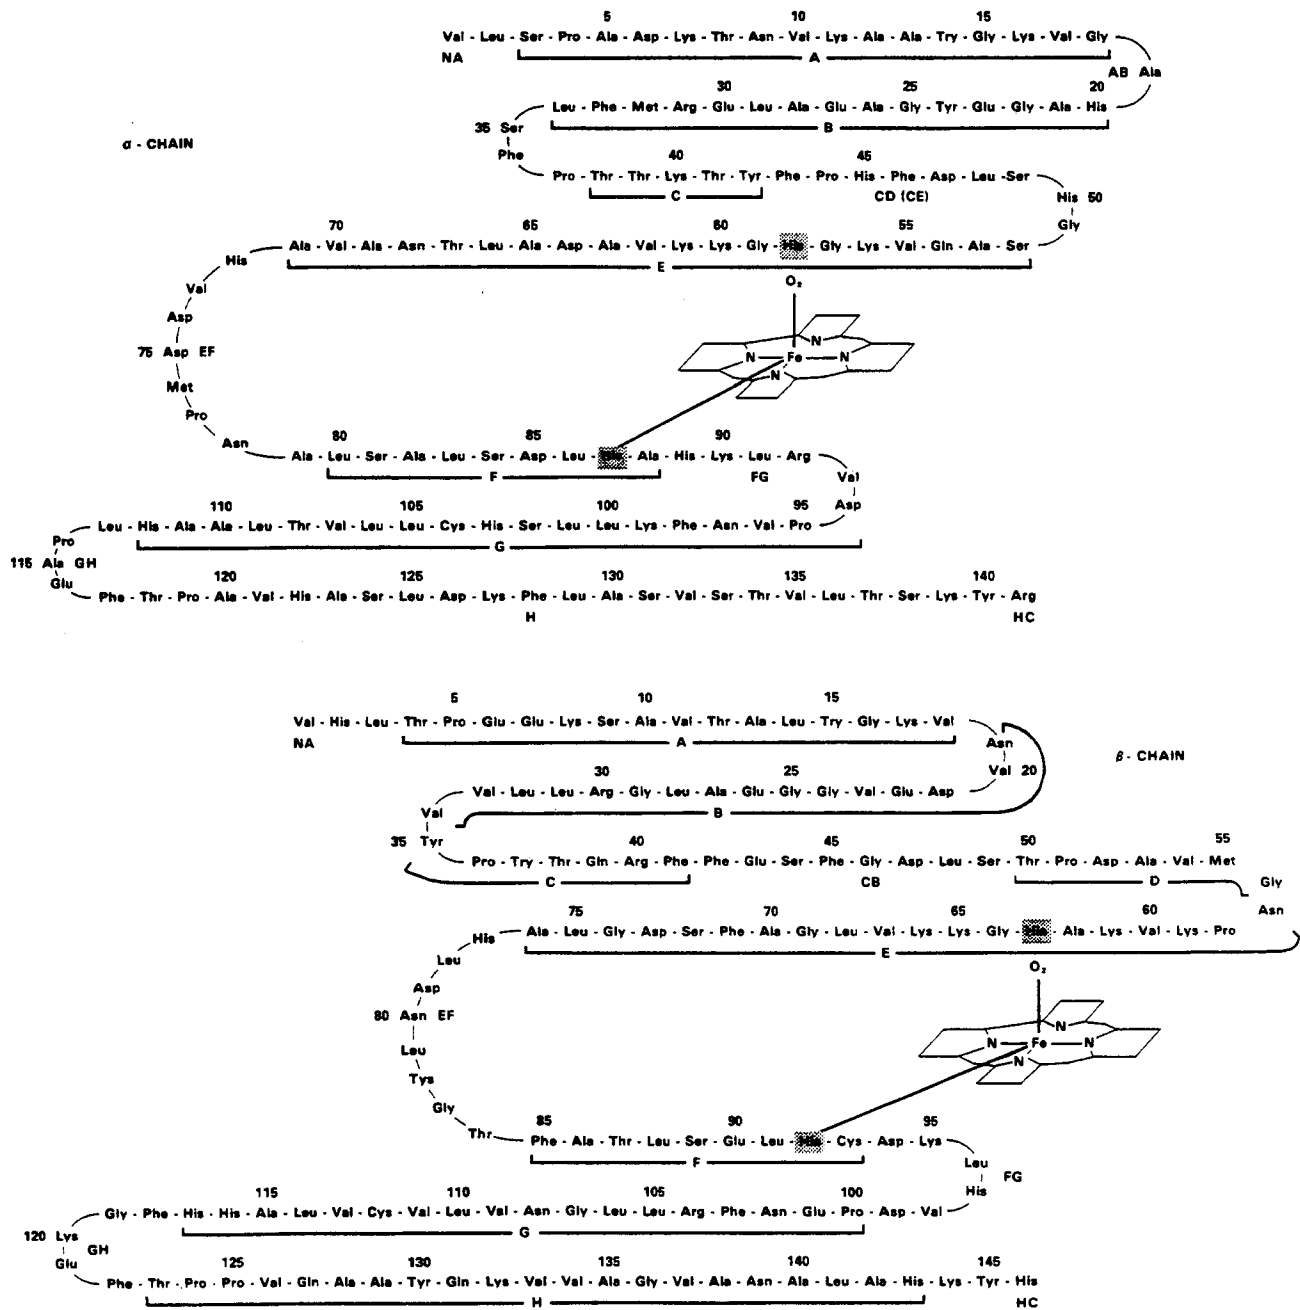 5 10 15
Val - Leu - Ser - Pro - Ala - Asp - Lys - Thr - Asn - Val - Lys - Ala - Ala - Try - Gly - Lys - Val - Gly
NA A
AB Ala
30 25 20
Leu - Phe - Met - Arg - Glu - Leu - Ala - Glu - Ala - Gly - Tyr - Glu - Gly - Ala - His
35 Ser
B
α - CHAIN
Phe
40 45
Pro - Thr - Thr - Lys - Thr - Tyr - Phe - Pro - His - Phe - Asp - Leu - Ser
C CD (CE)
His 50
Gly
70 65 60 55
Ala - Val - Ala - Asn - Thr - Leu - Ala - Asp - Ala - Val - Lys - Lys - Gly - His - Gly - Lys - Val - Gln - Ala - Ser
His
E
O2
Val
Asp
N
75 Asp EF
N Fe N
N
Met
Pro
Asn
80 85 90
Ala - Leu - Ser - Ala - Leu - Ser - Asp - Leu - His - Ala - His - Lys - Leu - Arg
F FG
Val
Asp
110 105 100 95
Leu - His - Ala - Ala - Leu - Thr - Val - Leu - Leu - Cys - His - Ser - Leu - Leu - Lys - Phe - Asn - Val - Pro
Pro
G
115 Ala GH
Glu
120 125 130 135 140
Phe - Thr - Pro - Ala - Val - His - Ala - Ser - Leu - Asp - Lys - Phe - Leu - Ala - Ser - Val - Ser - Thr - Val - Leu - Thr - Ser - Lys - Tyr - Arg
H HC
5 10 15
Val - His - Leu - Thr - Pro - Glu - Glu - Lys - Ser - Ala - Val - Thr - Ala - Leu - Try - Gly - Lys - Val
NA A
Asn
β - CHAIN
Val 20
30 25
Val - Leu - Leu - Arg - Gly - Leu - Ala - Glu - Gly - Gly - Val - Glu - Asp
Val
B
35 Tyr
40 45 50 55
Pro - Try - Thr - Gln - Arg - Phe - Phe - Glu - Ser - Phe - Gly - Asp - Leu - Ser - Thr - Pro - Asp - Ala - Val - Met
C CB D
Gly
Asn
75 70 65 60
Ala - Leu - Gly - Asp - Ser - Phe - Ala - Gly - Leu - Val - Lys - Lys - Gly - His - Ala - Lys - Val - Lys - Pro
His
E
Leu
O2
Asp
80 Asn EF
N
N Fe N
N
Leu
Tys
Gly
Thr
85 90 95
Phe - Ala - Thr - Leu - Ser - Glu - Leu - His - Cys - Asp - Lys
F
Leu
FG
His
115 110 105 100
Gly - Phe - His - His - Ala - Leu - Val - Cys - Val - Leu - Val - Asn - Gly - Leu - Leu - Arg - Phe - Asn - Glu - Pro - Asp - Val
G
120 Lys
GH
Glu
125 130 135 140 145
Phe - Thr - Pro - Pro - Val - Gln - Ala - Ala - Tyr - Gln - Lys - Val - Val - Ala - Gly - Val - Ala - Asn - Ala - Leu - Ala - His - Lys - Tyr - His
H HC